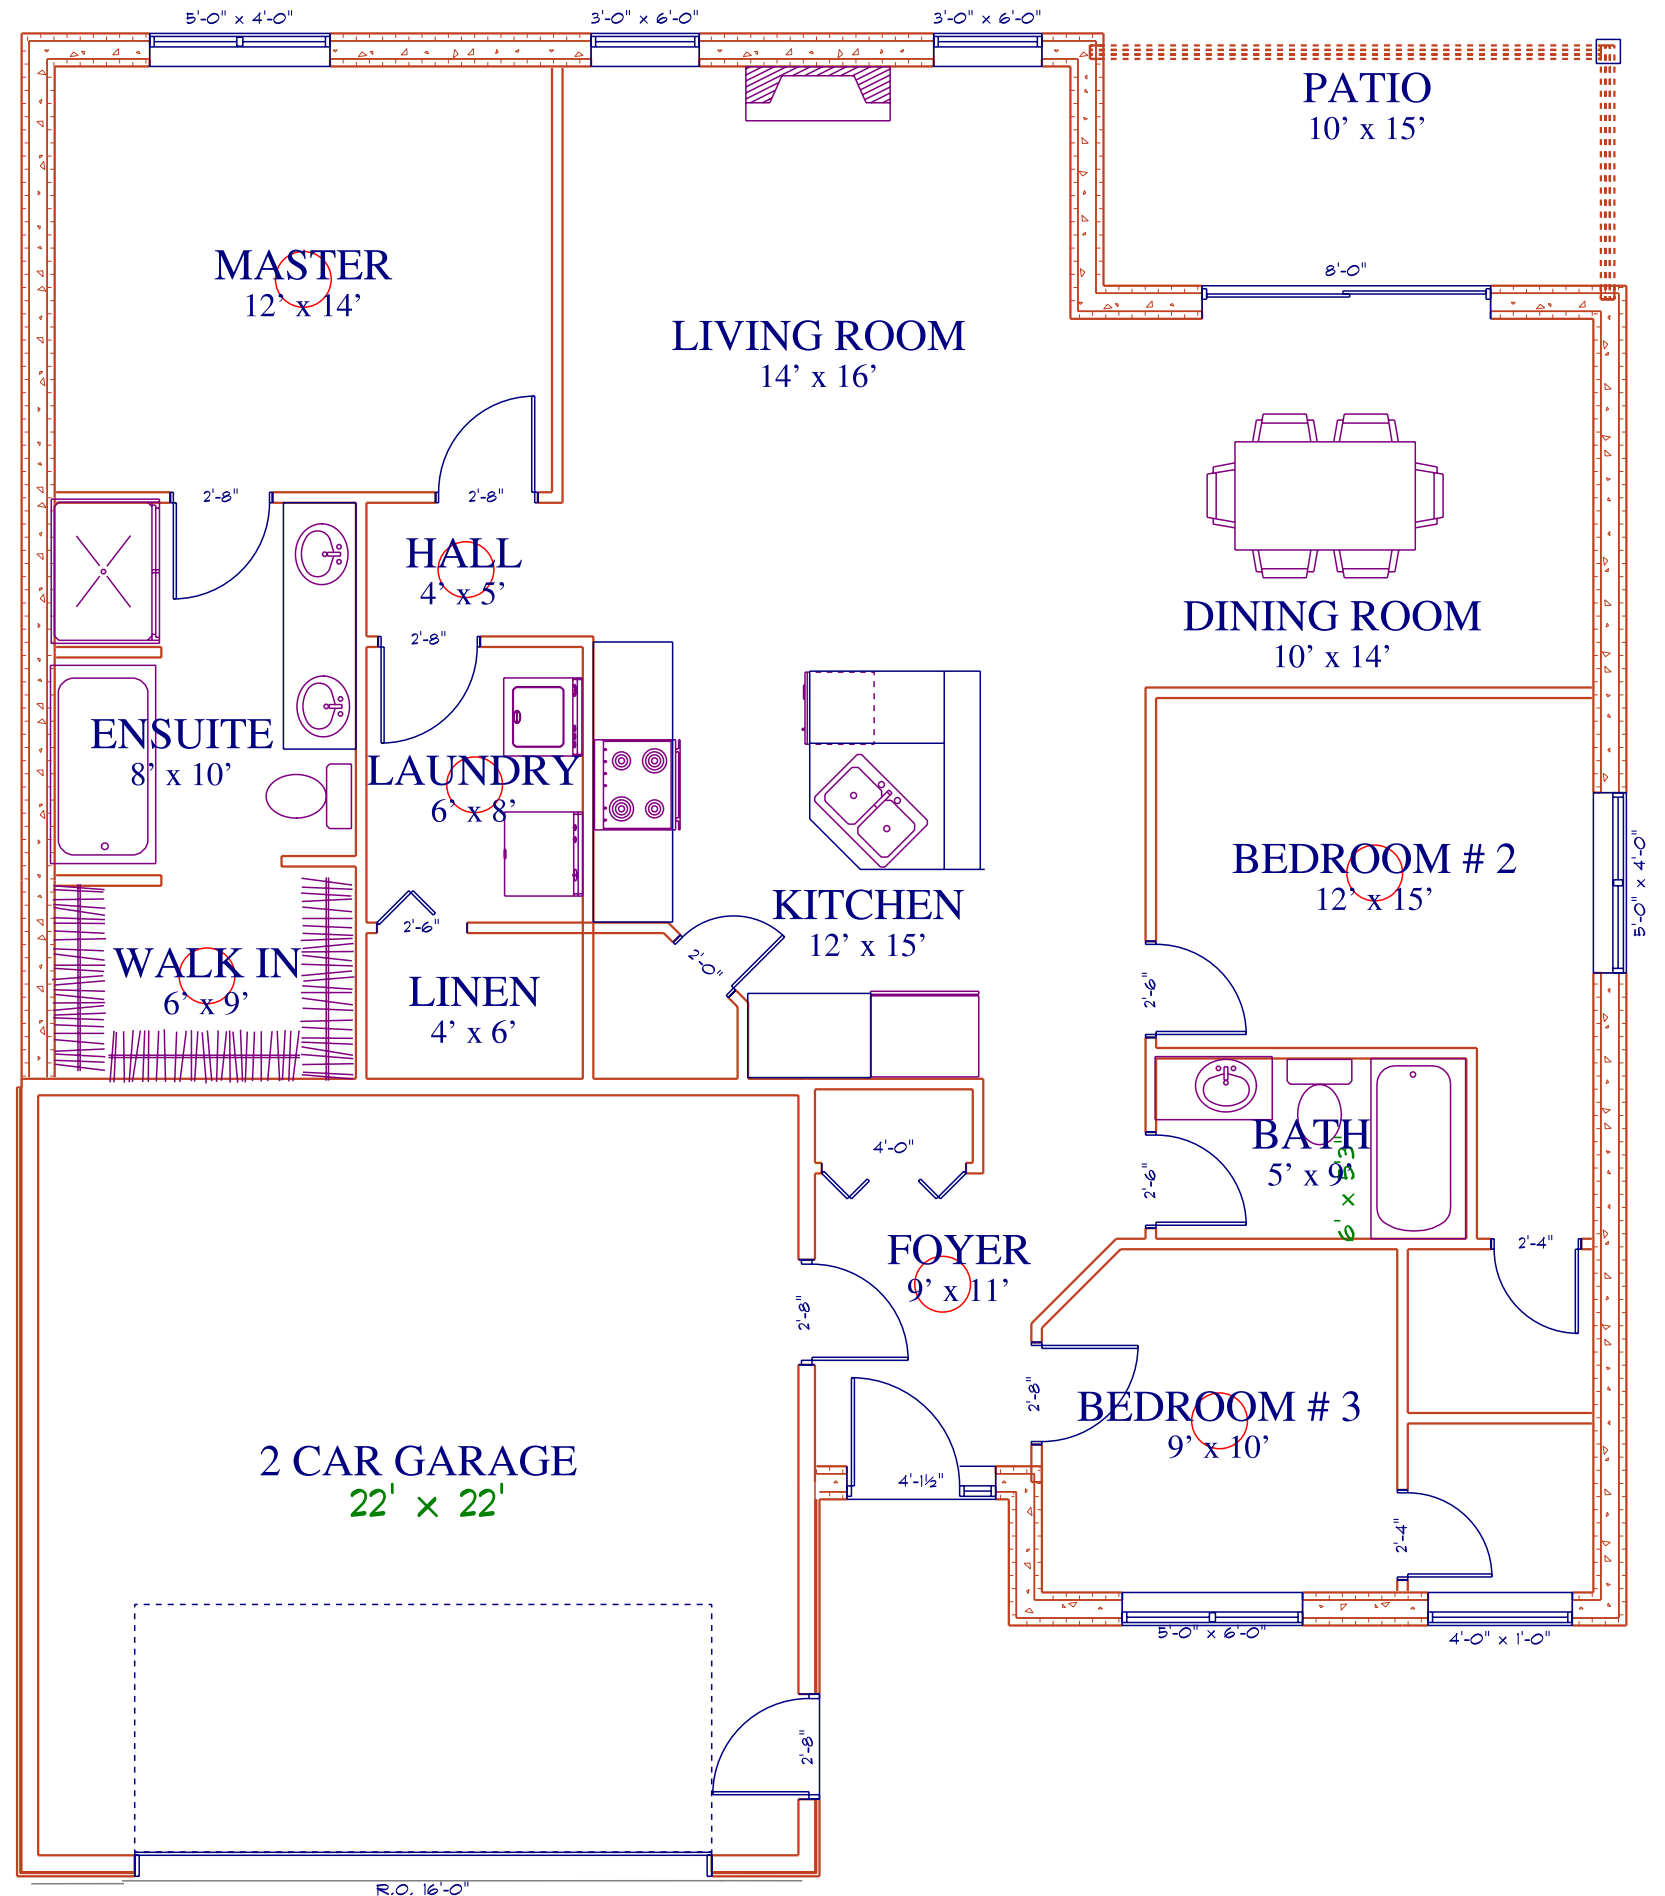 5'-0" x 4'-0"
3'-0" x 6'-0"
3'-0" x 6'-0"
PATIO
10’ x 15’
MASTER
12’ x 14’
8'-0"
LIVING ROOM
14’ x 16’
2'-8"
2'-8"
HALL
4’ x 5’
DINING ROOM
10’ x 14’
2'-8"
ENSUITE
8’ x 10’
LAUNDRY
6’ x 8’
BEDROOM # 2
12’ x 15’
5'-0" x 4'-0"
KITCHEN
12’ x 15’
2'-6"
2'-0"
WALK IN
6’ x 9’
LINEN
4’ x 6’
2'-6"
4'-0"
BATH
5’ x 9’
6' x 5'3"
2'-6"
2'-4"
FOYER
9’ x 11’
2'-8"
2'-8"
BEDROOM # 3
9’ x 10’
2 CAR GARAGE
22' x 22'
4'-1½"
2'-4"
5'-0" x 6'-0"
4'-0" x 1'-0"
2'-8"
R.O. 16'-0"